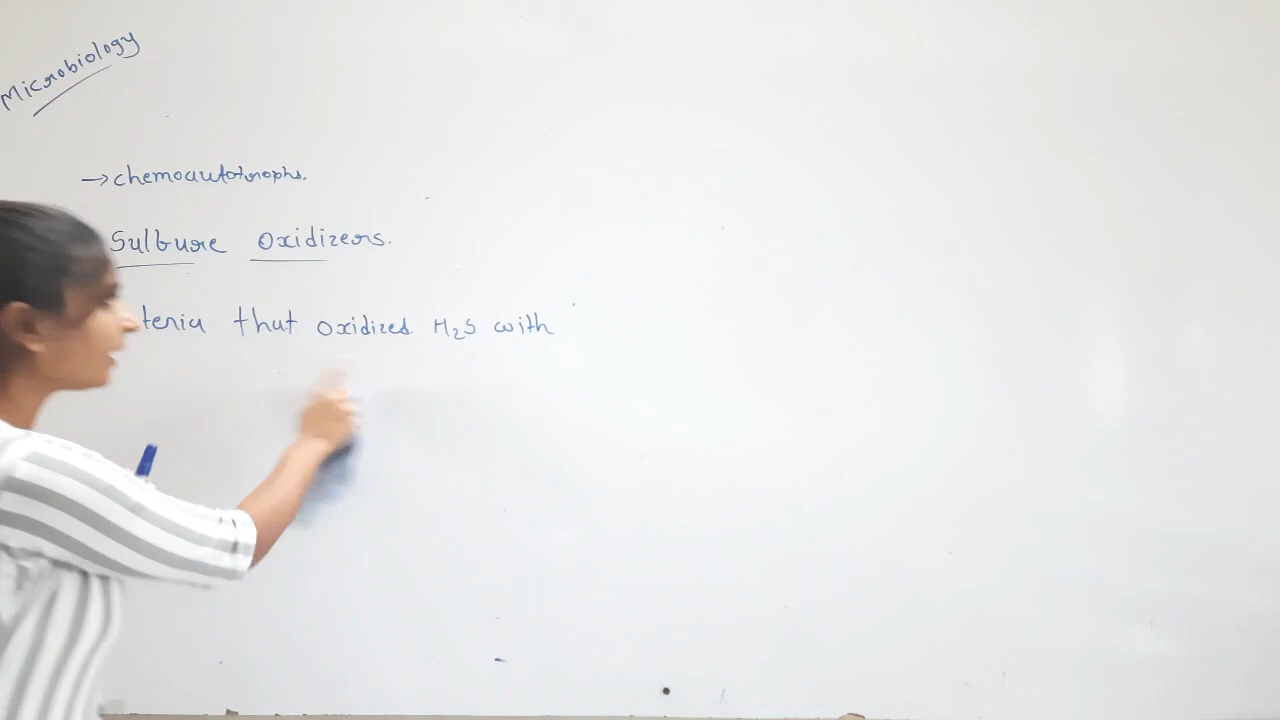 Microbiology
→ chemoautotrophs.
Sulbure Oxidizers.
teria that oxidized H₂S with